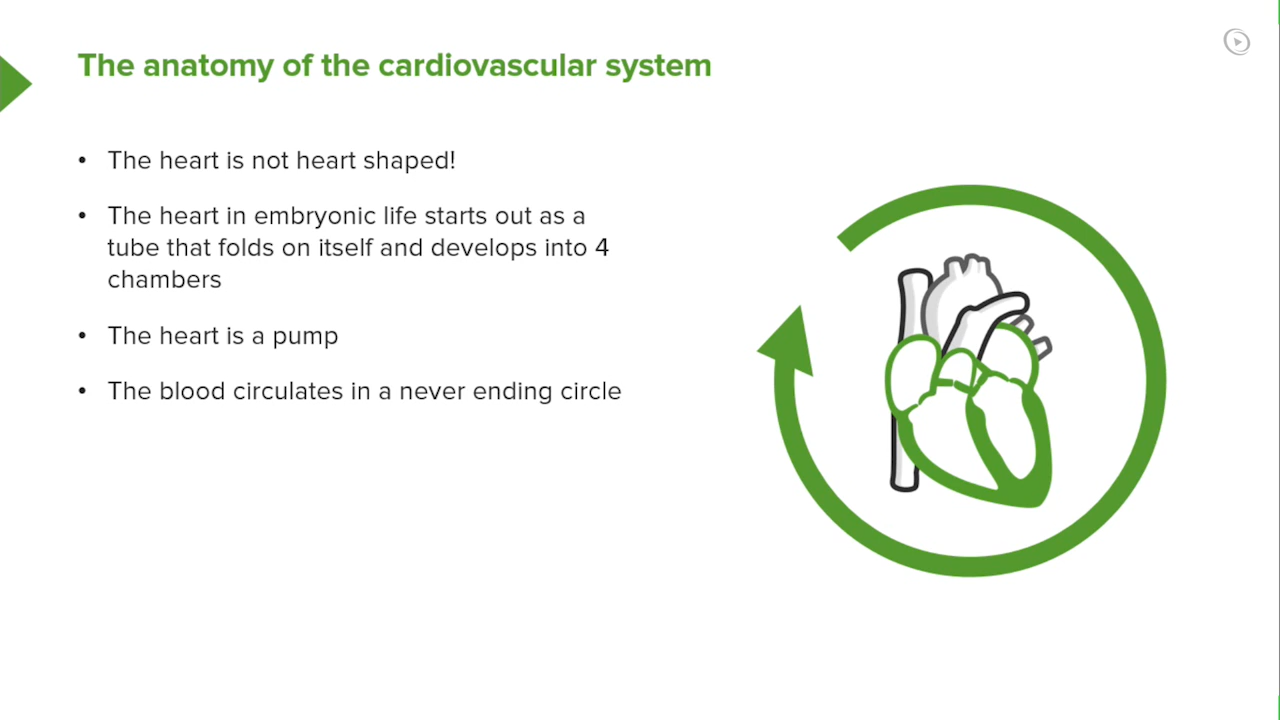 The anatomy of the cardiovascular system
• The heart is not heart shaped!
• The heart in embryonic life starts out as a
tube that folds on itself and develops into 4
chambers
• The heart is a pump
• The blood circulates in a never ending circle